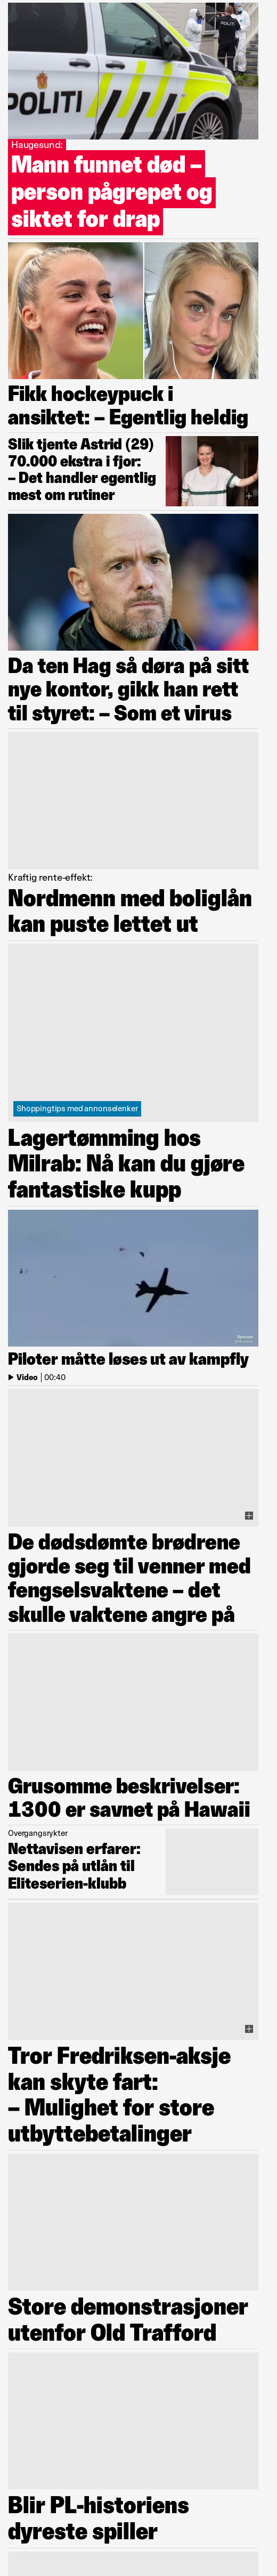 POLITI
POLITI
Haugesund:
Mann funnet død –
person pågrepet og
siktet for drap
Fikk hockeypuck i
ansiktet: – Egentlig heldig
Slik tjente Astrid (29)
70.000 ekstra i fjor:
– Det handler egentlig
mest om rutiner
Da ten Hag så døra på sitt
nye kontor, gikk han rett
til styret: – Som et virus
Kraftig rente-effekt:
Nordmenn med boliglån
kan puste lettet ut
Shoppingtips med annonselenker
Lagertømming hos
Milrab: Nå kan du gjøre
fantastiske kupp
Piloter måtte løses ut av kampfly
Video | 00:40
De dødsdømte brødrene
gjorde seg til venner med
fengselsvaktene – det
skulle vaktene angre på
Grusomme beskrivelser:
1300 er savnet på Hawaii
Overgangsrykter
Nettavisen erfarer:
Sendes på utlån til
Eliteserien-klubb
Tror Fredriksen-aksje
kan skyte fart:
– Mulighet for store
utbyttebetalinger
Store demonstrasjoner
utenfor Old Trafford
Blir PL-historiens
dyreste spiller